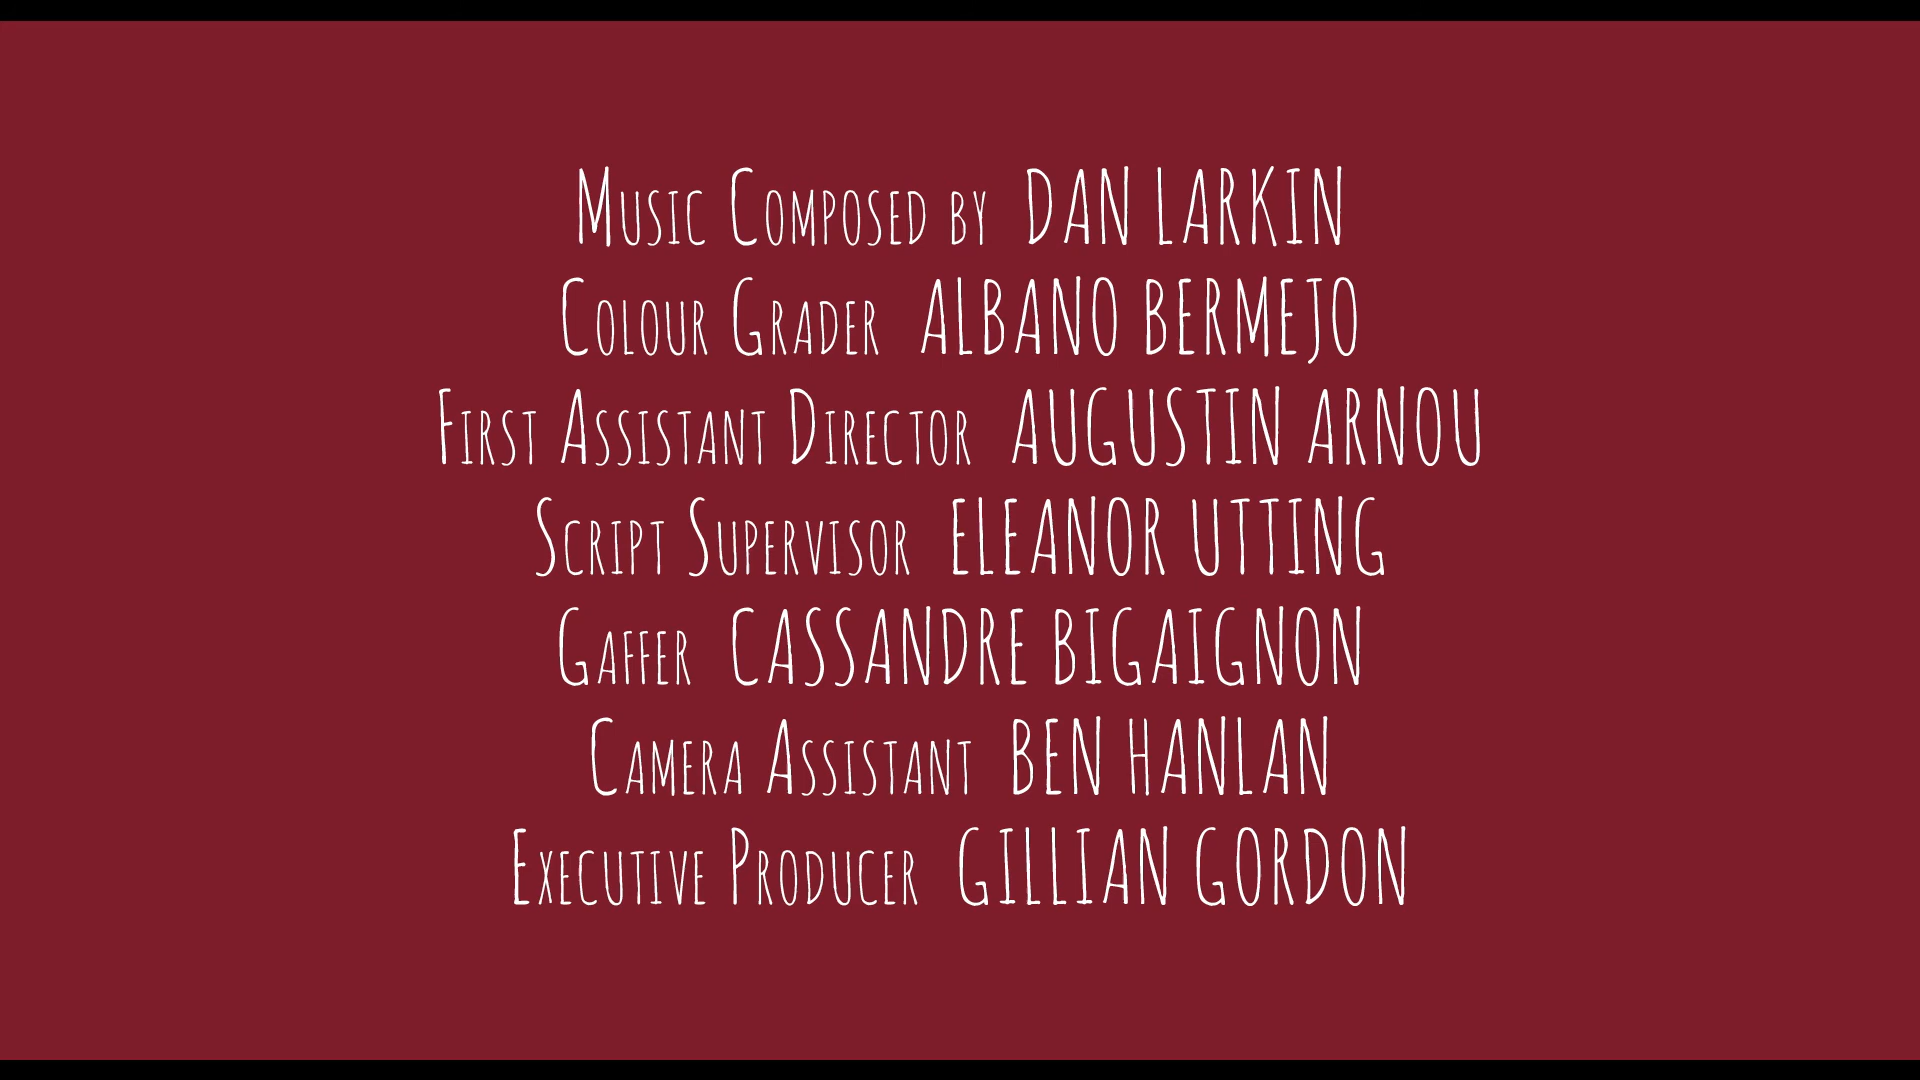 Music Composed by DAN LARKIN
Colour Grader ALBANO BERMEJO
First Assistant Director AUGUSTIN ARNOU
Script Supervisor ELEANOR UTTING
Gaffer CASSANDRE BIGAIGNON
Camera Assistant BEN HANLAN
Executive Producer GILLIAN GORDON